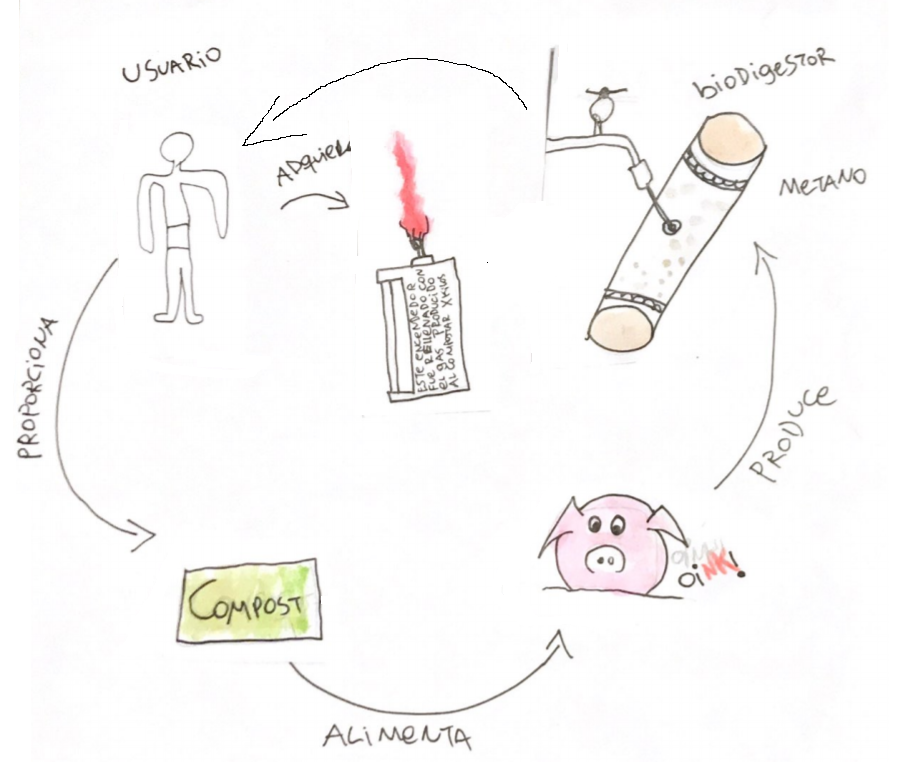 USUARIO
bioDigestor
METANO
ADquiere
ESTE ENCENDEDOR
FUE RELLENADO CON
EL GAS PRODUCIDO
AL COMPOSTAR X KILOS
PROPORCIONA
PRODUCE
OiNK!
OiNK!
COMPOST
ALiMENTA